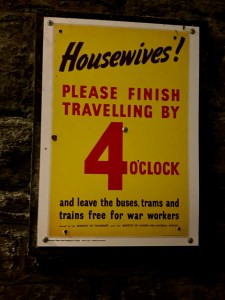 Housewives!
PLEASE FINISH
TRAVELLING BY
4 O'CLOCK
and leave the buses, trams and
trains free for war workers